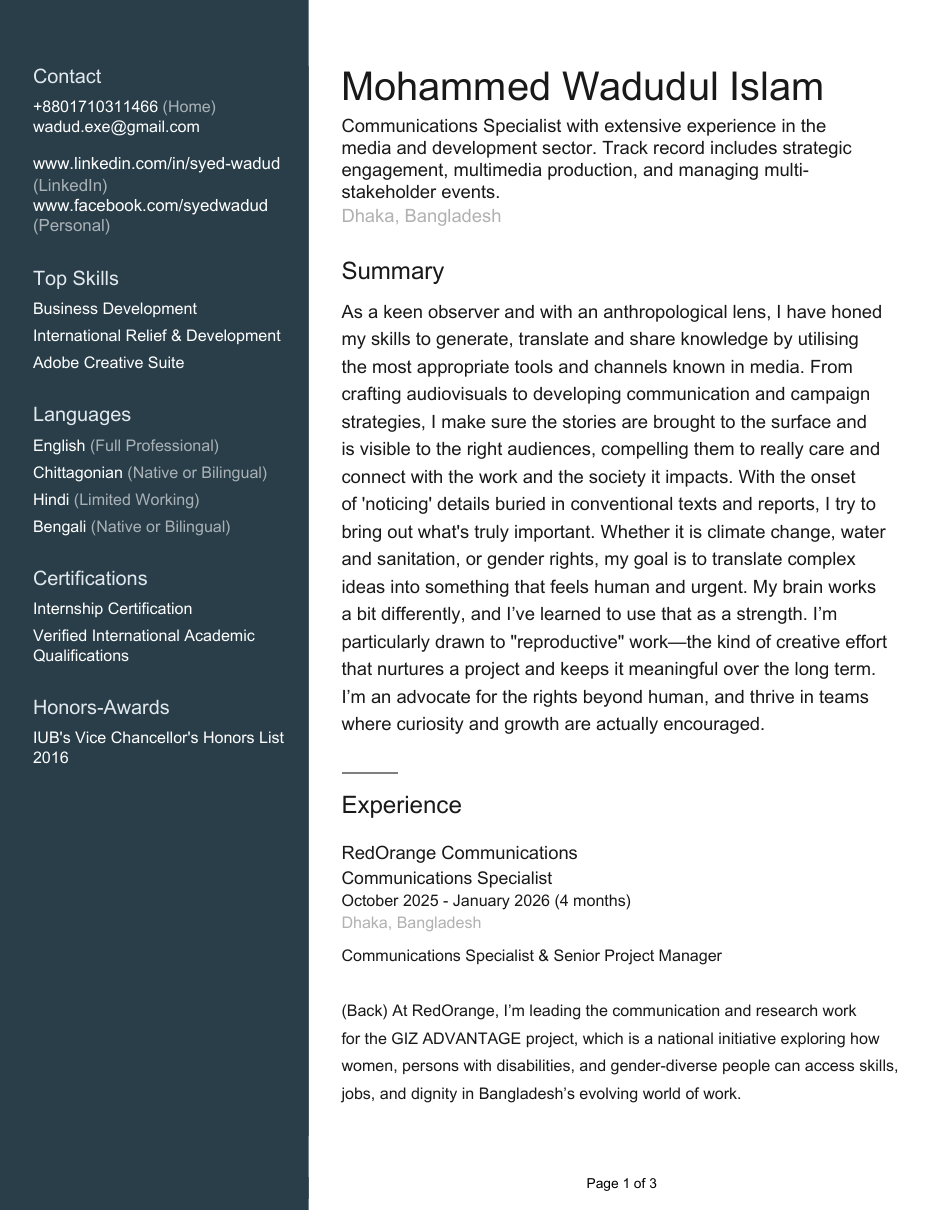 Contact
+8801710311466 (Home)
wadud.exe@gmail.com
www.linkedin.com/in/syed-wadud
(LinkedIn)
www.facebook.com/syedwadud
(Personal)
Top Skills
Business Development
International Relief & Development
Adobe Creative Suite
Languages
English (Full Professional)
Chittagonian (Native or Bilingual)
Hindi (Limited Working)
Bengali (Native or Bilingual)
Certifications
Internship Certification
Verified International Academic
Qualifications
Honors-Awards
IUB's Vice Chancellor's Honors List
2016
Mohammed Wadudul Islam
Communications Specialist with extensive experience in the
media and development sector. Track record includes strategic
engagement, multimedia production, and managing multi-
stakeholder events.
Dhaka, Bangladesh
Summary
As a keen observer and with an anthropological lens, I have honed
my skills to generate, translate and share knowledge by utilising
the most appropriate tools and channels known in media. From
crafting audiovisuals to developing communication and campaign
strategies, I make sure the stories are brought to the surface and
is visible to the right audiences, compelling them to really care and
connect with the work and the society it impacts. With the onset
of 'noticing' details buried in conventional texts and reports, I try to
bring out what's truly important. Whether it is climate change, water
and sanitation, or gender rights, my goal is to translate complex
ideas into something that feels human and urgent. My brain works
a bit differently, and I’ve learned to use that as a strength. I’m
particularly drawn to "reproductive" work—the kind of creative effort
that nurtures a project and keeps it meaningful over the long term.
I’m an advocate for the rights beyond human, and thrive in teams
where curiosity and growth are actually encouraged.
Experience
RedOrange Communications
Communications Specialist
October 2025 - January 2026 (4 months)
Dhaka, Bangladesh
Communications Specialist & Senior Project Manager
(Back) At RedOrange, I’m leading the communication and research work
for the GIZ ADVANTAGE project, which is a national initiative exploring how
women, persons with disabilities, and gender-diverse people can access skills,
jobs, and dignity in Bangladesh’s evolving world of work.
Page 1 of 3